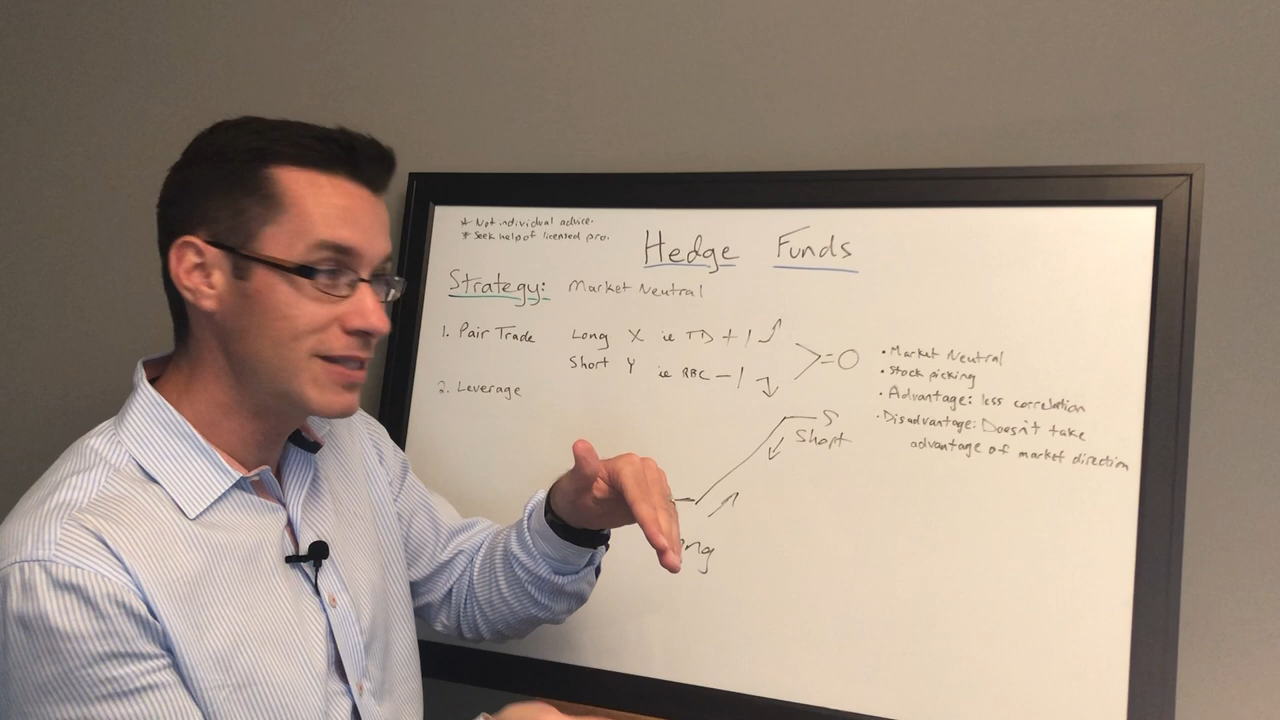 * Not individual advice.
* Seek help of licensed pro.
Hedge Funds
Strategy: Market Neutral
1. Pair Trade Long X ie TD + 1
Short Y ie RBC - 1
= 0
2. Leverage
• Market Neutral
• Stock picking
• Advantage: less correlation
• Disadvantage: Doesn't take
advantage of market direction
S
Short